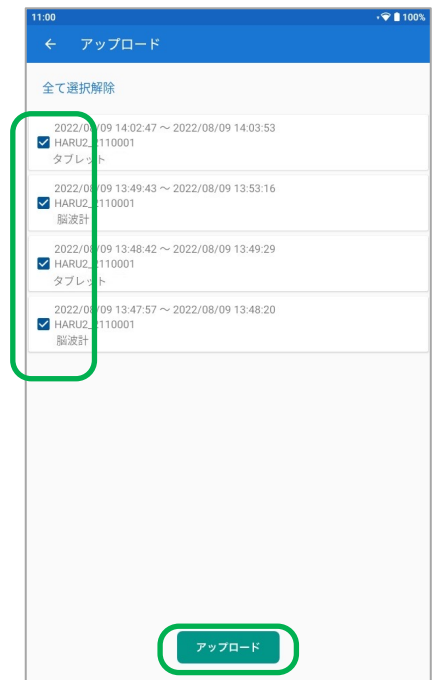 11:00 100%
← アップロード
全て選択解除
2022/08/09 14:02:47 ～ 2022/08/09 14:03:53
HARU2_2110001
タブレット
2022/08/09 13:49:43 ～ 2022/08/09 13:53:16
HARU2_2110001
脳波計
2022/08/09 13:48:42 ～ 2022/08/09 13:49:29
HARU2_2110001
タブレット
2022/08/09 13:47:57 ～ 2022/08/09 13:48:20
HARU2_2110001
脳波計
アップロード